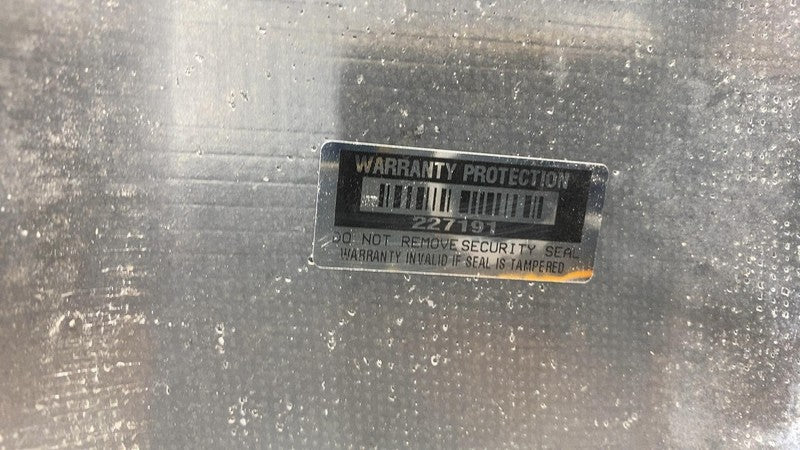 WARRANTY PROTECTION
227191
DO NOT REMOVE SECURITY SEAL
WARRANTY INVALID IF SEAL IS TAMPERED